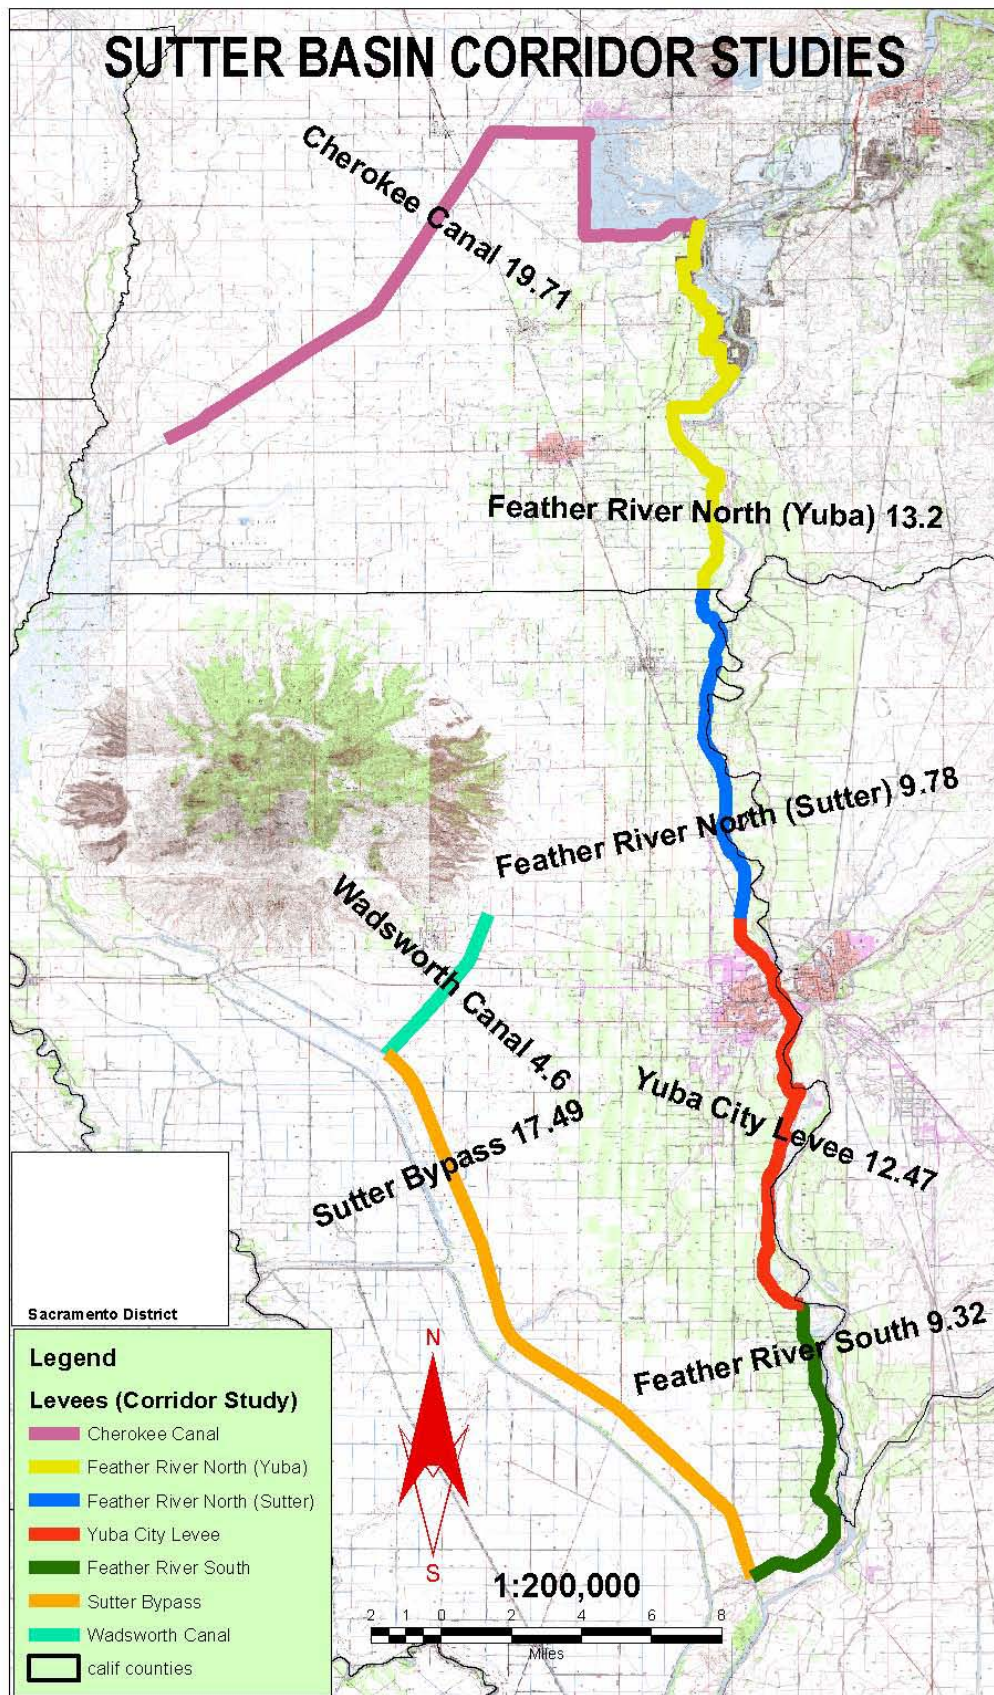 SUTTER BASIN CORRIDOR STUDIES
Cherokee Canal 19.71
Feather River North (Yuba) 13.2
Feather River North (Sutter) 9.78
Wadsworth Canal 4.6
Yuba City Levee 12.47
Sutter Bypass 17.49
Feather River South 9.32
Sacramento District
Legend
Levees (Corridor Study)
Cherokee Canal
Feather River North (Yuba)
Feather River North (Sutter)
Yuba City Levee
Feather River South
Sutter Bypass
Wadsworth Canal
calif counties
N
S
1:200,000
2 1 0 2 4 6 8
Miles